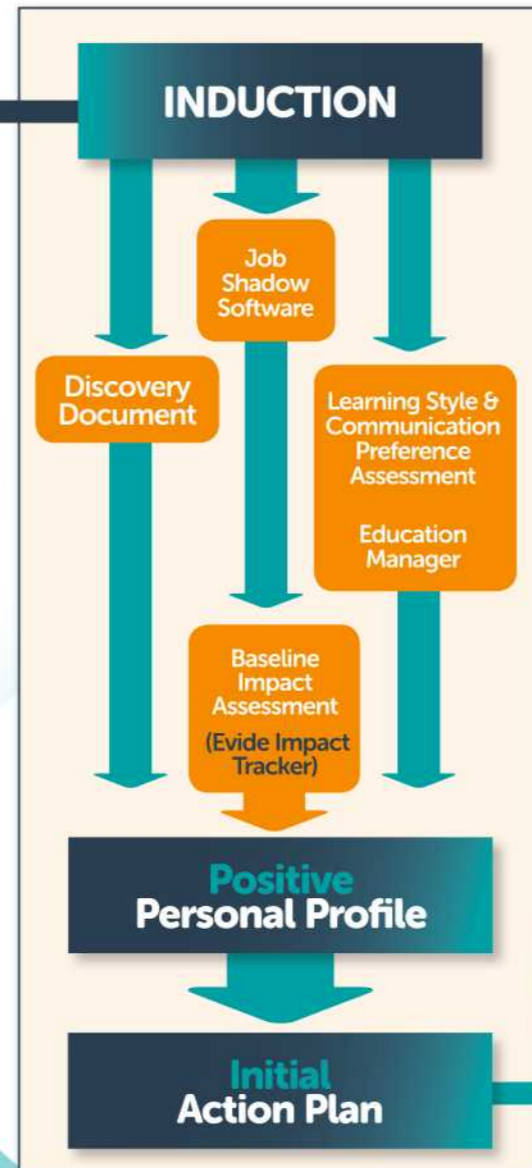 INDUCTION
Job
Shadow
Software
Discovery
Document
Learning Style &
Communication
Preference
Assessment
Education
Manager
Baseline
Impact
Assessment
(Evide Impact
Tracker)
Positive
Personal Profile
Initial
Action Plan